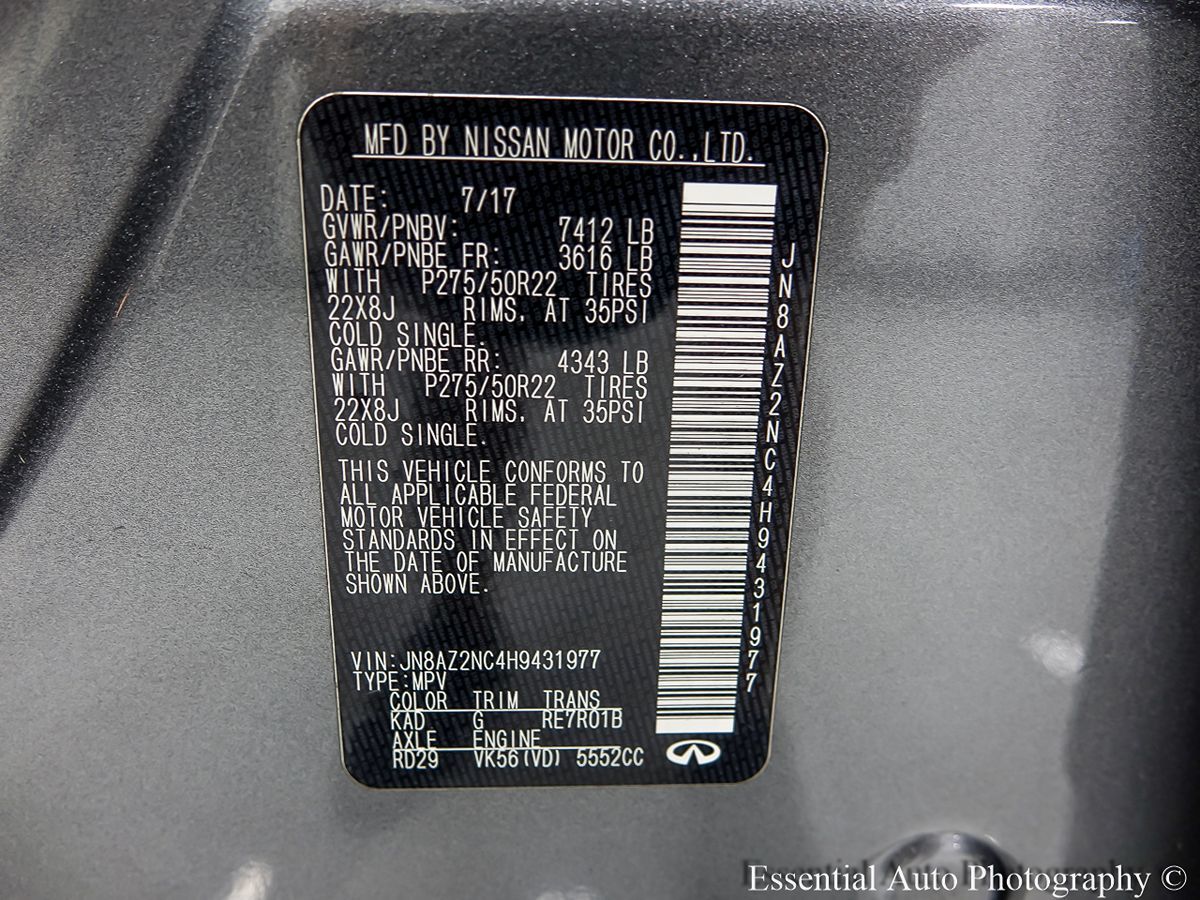 MFD BY NISSAN MOTOR CO.,LTD.
DATE: 7/17
GVWR/PNBV: 7412 LB
GAWR/PNBE FR: 3616 LB
WITH P275/50R22 TIRES
22X8J RIMS, AT 35PSI
COLD SINGLE.
GAWR/PNBE RR: 4343 LB
WITH P275/50R22 TIRES
22X8J RIMS, AT 35PSI
COLD SINGLE.
THIS VEHICLE CONFORMS TO
ALL APPLICABLE FEDERAL
MOTOR VEHICLE SAFETY
STANDARDS IN EFFECT ON
THE DATE OF MANUFACTURE
SHOWN ABOVE.
VIN:JN8AZ2NC4H9431977
TYPE:MPV
COLOR TRIM TRANS
KAD G RE7R01B
AXLE ENGINE
RD29 VK56(VD) 5552CC
JN8AZ2NC4H9431977
Essential Auto Photography ©